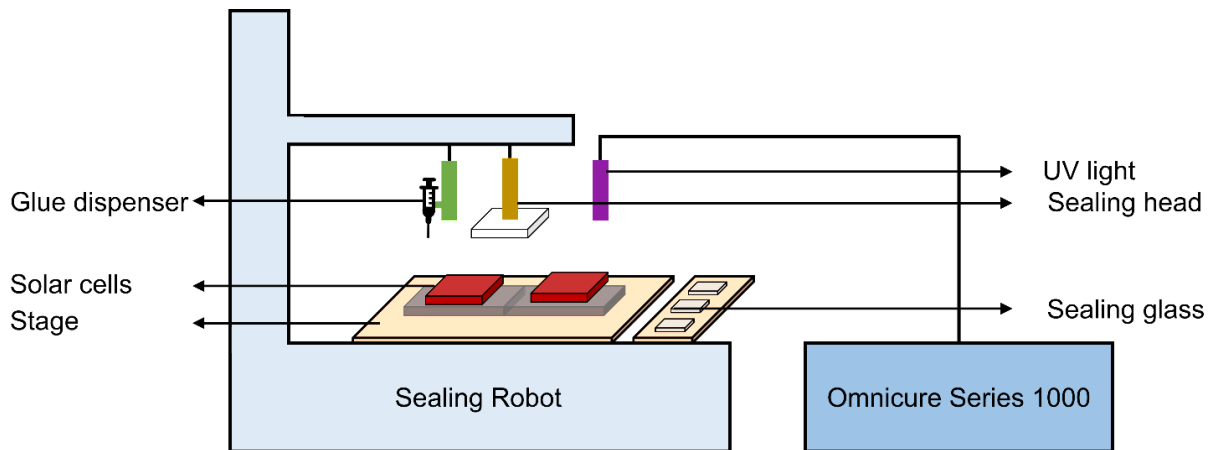 Glue dispenser
Solar cells
Stage
UV light
Sealing head
Sealing glass
Sealing Robot
Omnicure Series 1000